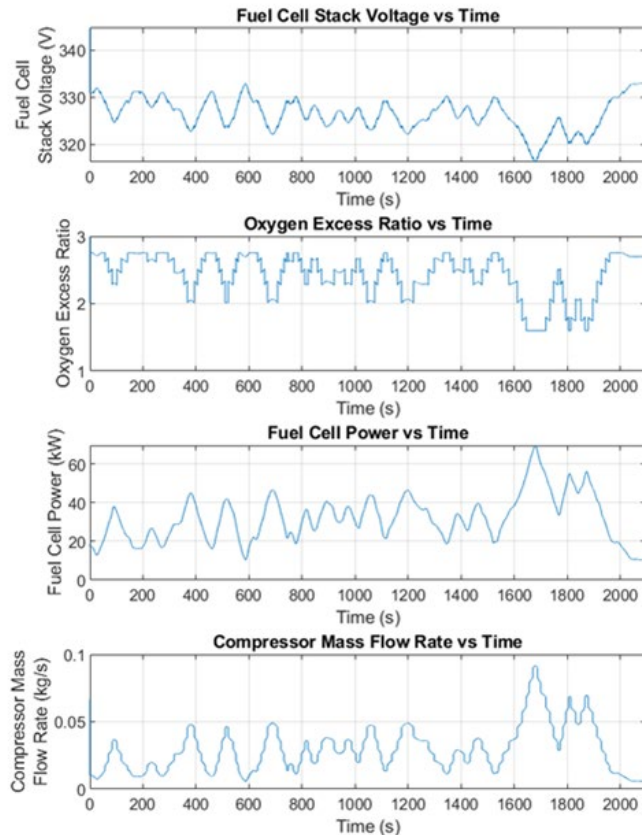 Fuel Cell Stack Voltage vs Time
Fuel Cell
Stack Voltage (V)
340
330
320
0 200 400 600 800 1000 1200 1400 1600 1800 2000
Time (s)
Oxygen Excess Ratio vs Time
Oxygen Excess Ratio
3
2
1
0 200 400 600 800 1000 1200 1400 1600 1800 2000
Time (s)
Fuel Cell Power vs Time
Fuel Cell Power (kW)
60
40
20
0
0 200 400 600 800 1000 1200 1400 1600 1800 2000
Time (s)
Compressor Mass Flow Rate vs Time
Compressor Mass
Flow Rate (kg/s)
0.1
0.05
0
0 200 400 600 800 1000 1200 1400 1600 1800 2000
Time (s)